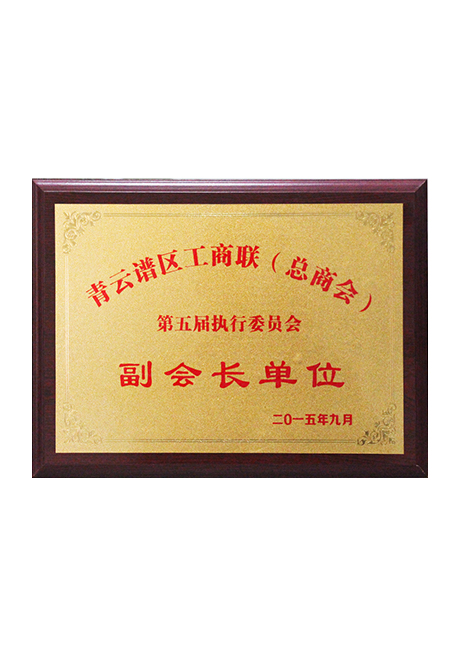 青云谱区工商联（总商会）
第五届执行委员会
副会长单位
二〇一五年九月